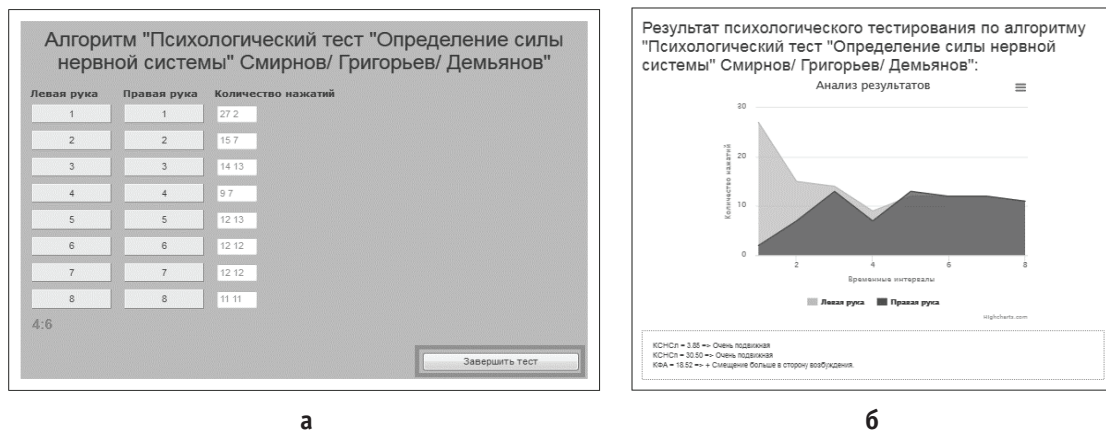 Алгоритм "Психологический тест "Определение силы
нервной системы" Смирнов/ Григорьев/ Демьянов"
Левая рука Правая рука Количество нажатий
1 1 27 2
2 2 15 7
3 3 14 13
4 4 9 7
5 5 12 13
6 6 12 12
7 7 12 12
8 8 11 11
4:6
Завершить тест
а
Результат психологического тестирования по алгоритму
"Психологический тест "Определение силы нервной
системы" Смирнов/ Григорьев/ Демьянов":
Анализ результатов
30
20
10
0
Количество нажатий
2 4 6 8
Временные интервалы
Левая рука Правая рука
Highcharts.com
КСНСл = 3.88 => Очень подвижная
КСНСп = 30.50 => Очень подвижная
КФА = 18.52 => + Смещение больше в сторону возбуждения.
б